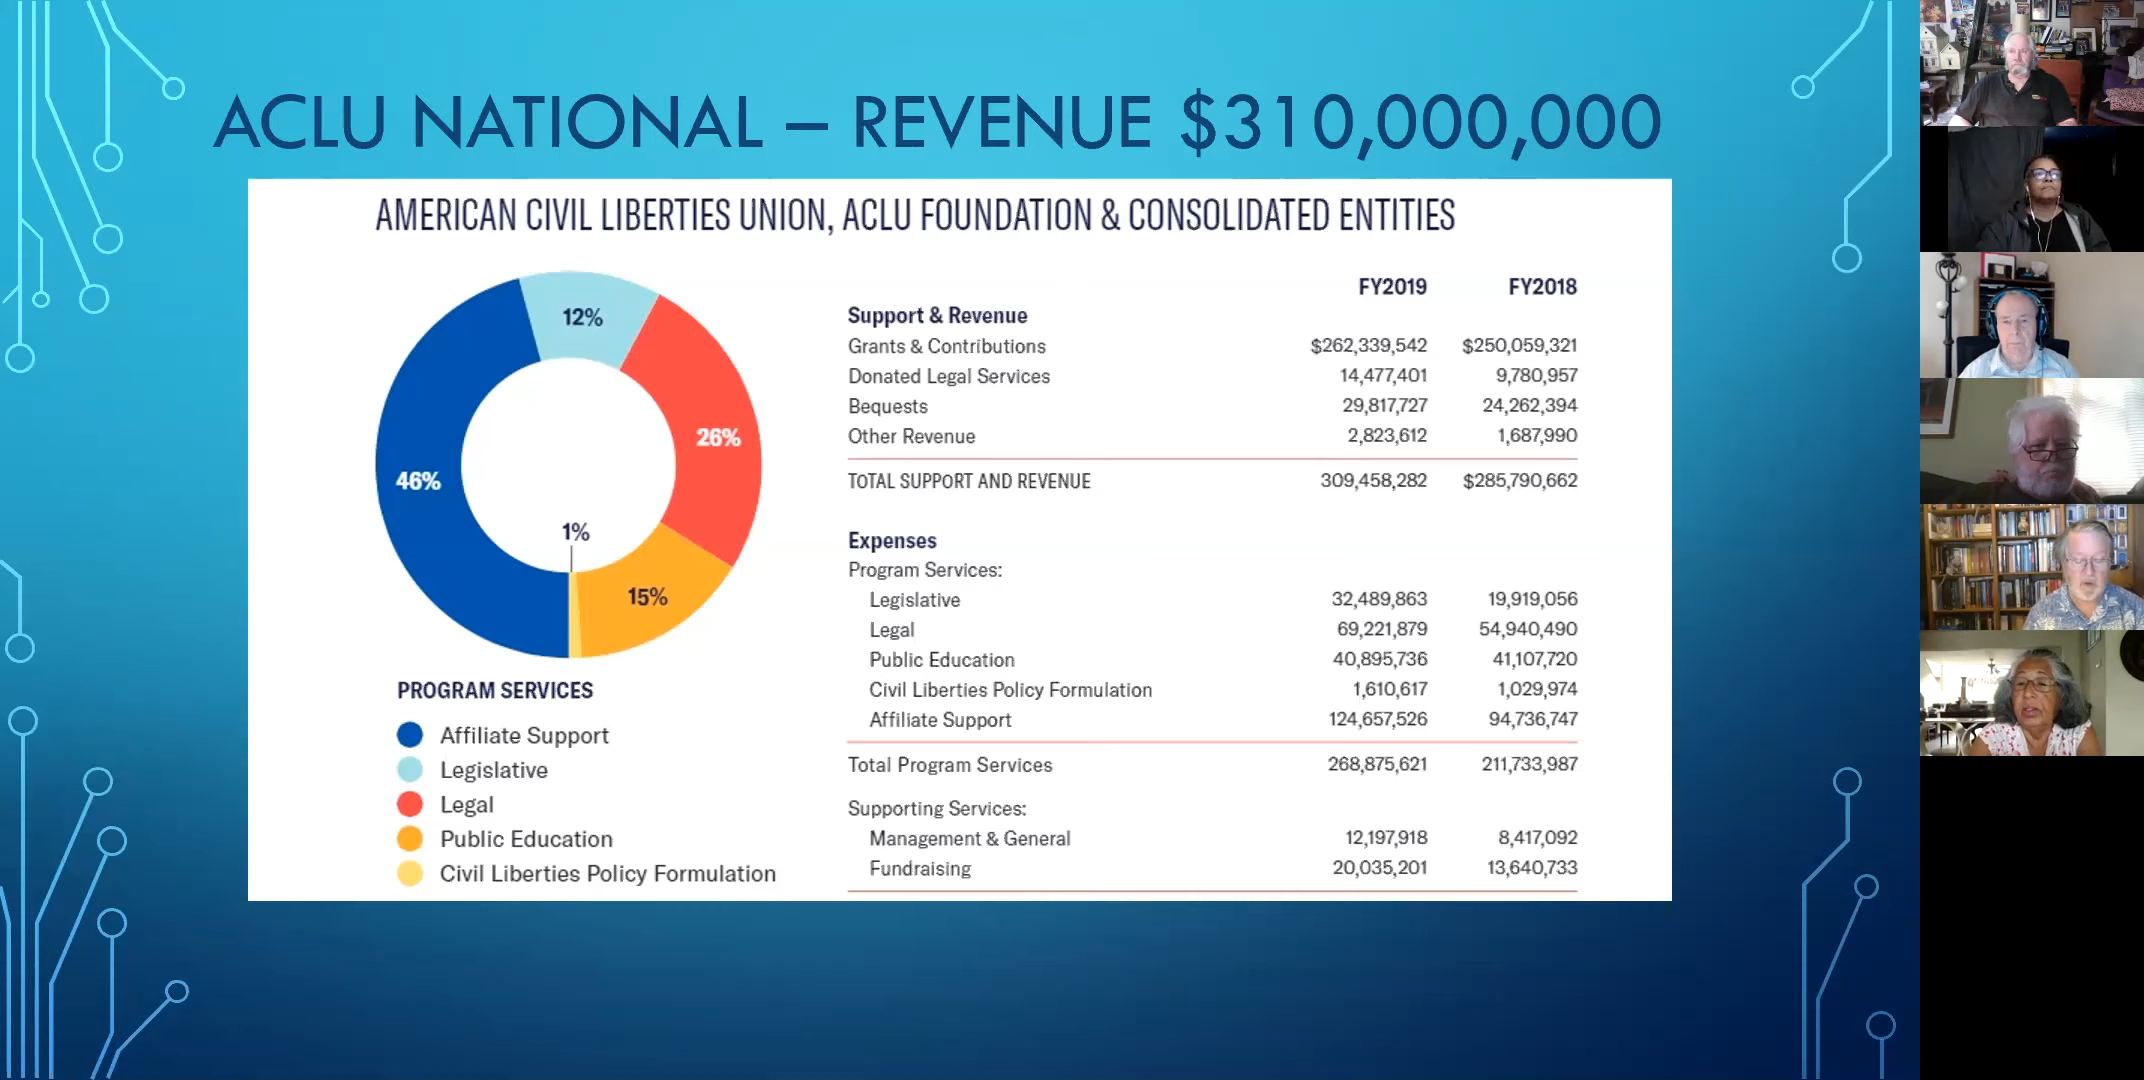 ACLU NATIONAL – REVENUE $310,000,000
AMERICAN CIVIL LIBERTIES UNION, ACLU FOUNDATION & CONSOLIDATED ENTITIES
12%
26%
46%
1%
15%
PROGRAM SERVICES
Affiliate Support
Legislative
Legal
Public Education
Civil Liberties Policy Formulation
FY2019 FY2018
Support & Revenue
Grants & Contributions $262,339,542 $250,059,321
Donated Legal Services 14,477,401 9,780,957
Bequests 29,817,727 24,262,394
Other Revenue 2,823,612 1,687,990
TOTAL SUPPORT AND REVENUE 309,458,282 $285,790,662
Expenses
Program Services:
Legislative 32,489,863 19,919,056
Legal 69,221,879 54,940,490
Public Education 40,895,736 41,107,720
Civil Liberties Policy Formulation 1,610,617 1,029,974
Affiliate Support 124,657,526 94,736,747
Total Program Services 268,875,621 211,733,987
Supporting Services:
Management & General 12,197,918 8,417,092
Fundraising 20,035,201 13,640,733